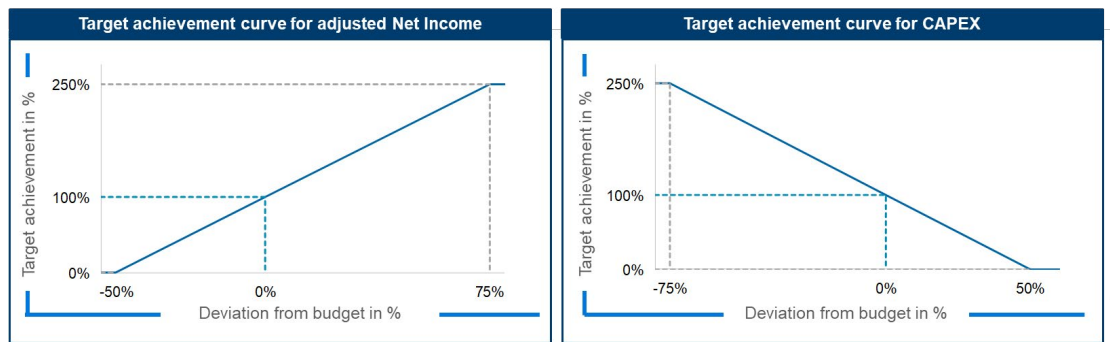 Target achievement curve for adjusted Net Income
Target achievement in %
250%
100%
0%
-50%
0%
75%
Deviation from budget in %
Target achievement curve for CAPEX
Target achievement in %
250%
100%
0%
-75%
0%
50%
Deviation from budget in %